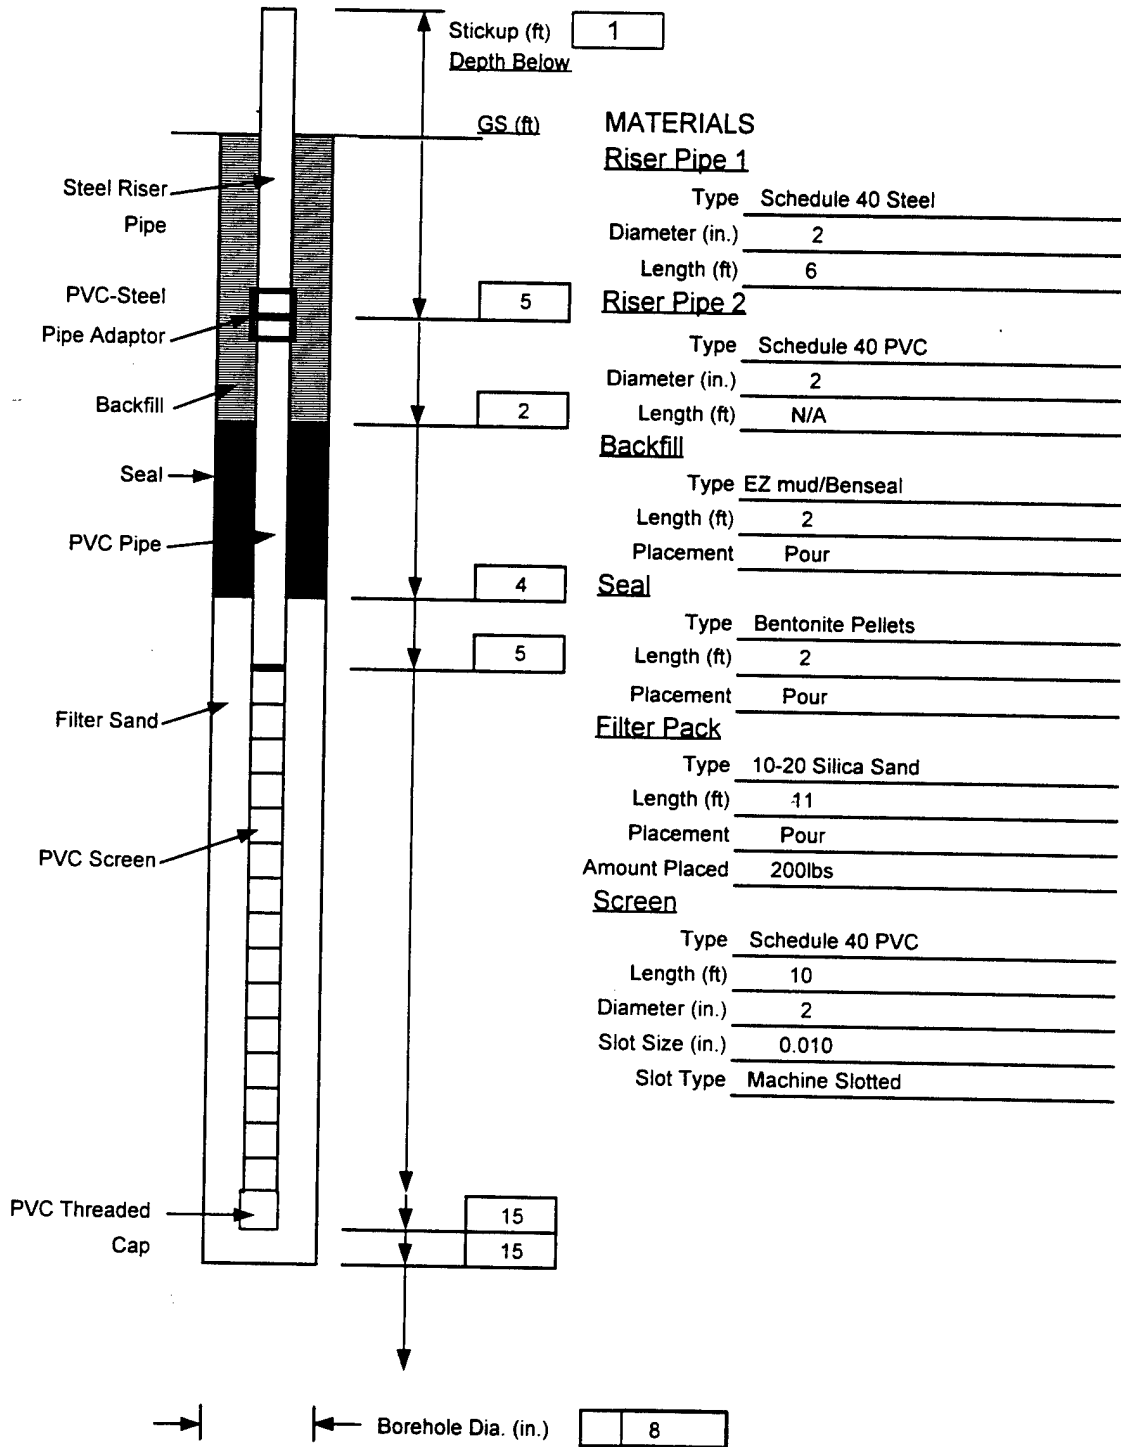 Stickup (ft) 1
Depth Below
GS (ft)
Steel Riser
Pipe
PVC-Steel
Pipe Adaptor
Backfill
Seal
PVC Pipe
Filter Sand
PVC Screen
PVC Threaded
Cap
5
2
4
5
15
15
Borehole Dia. (in.) 8
MATERIALS
Riser Pipe 1
Type Schedule 40 Steel
Diameter (in.) 2
Length (ft) 6
Riser Pipe 2
Type Schedule 40 PVC
Diameter (in.) 2
Length (ft) N/A
Backfill
Type EZ mud/Benseal
Length (ft) 2
Placement Pour
Seal
Type Bentonite Pellets
Length (ft) 2
Placement Pour
Filter Pack
Type 10-20 Silica Sand
Length (ft) 11
Placement Pour
Amount Placed 200lbs
Screen
Type Schedule 40 PVC
Length (ft) 10
Diameter (in.) 2
Slot Size (in.) 0.010
Slot Type Machine Slotted